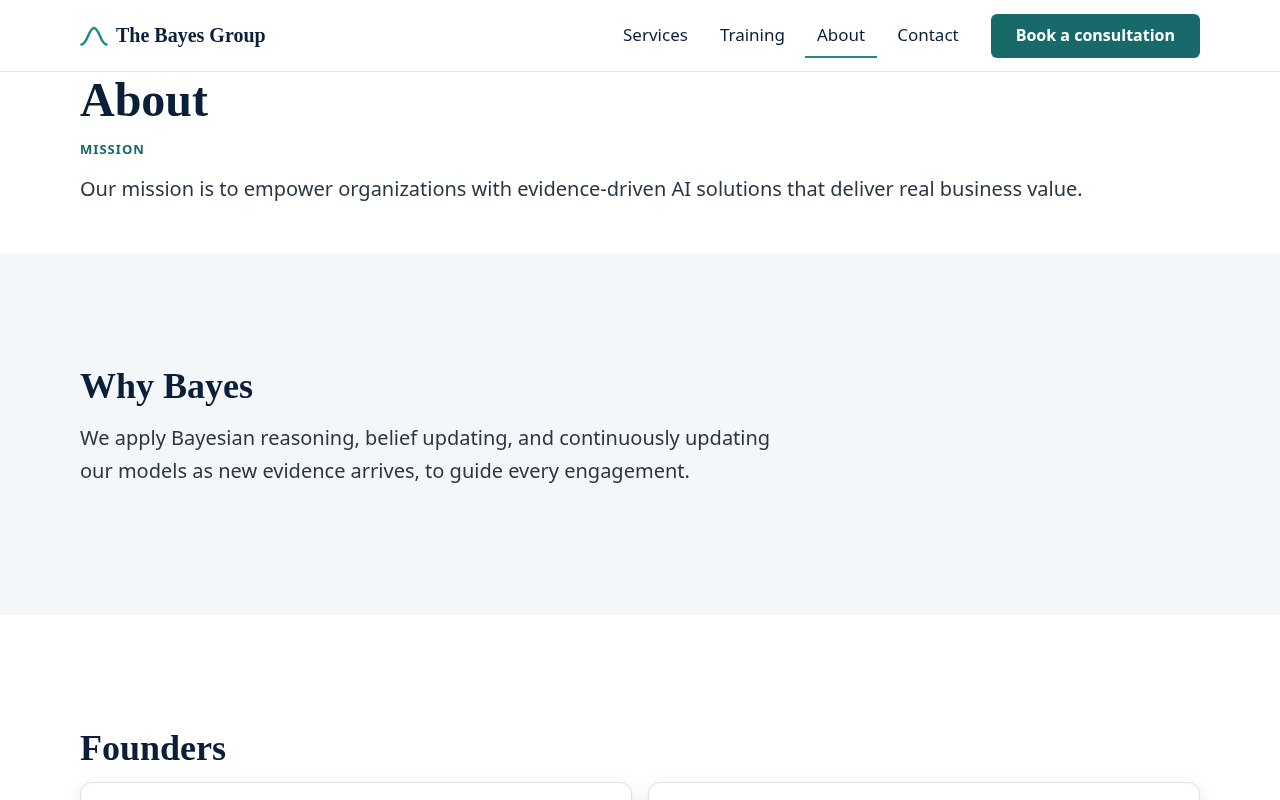 The Bayes Group
Services
Training
About
Contact
Book a consultation
About
MISSION
Our mission is to empower organizations with evidence-driven AI solutions that deliver real business value.
Why Bayes
We apply Bayesian reasoning, belief updating, and continuously updating
our models as new evidence arrives, to guide every engagement.
Founders